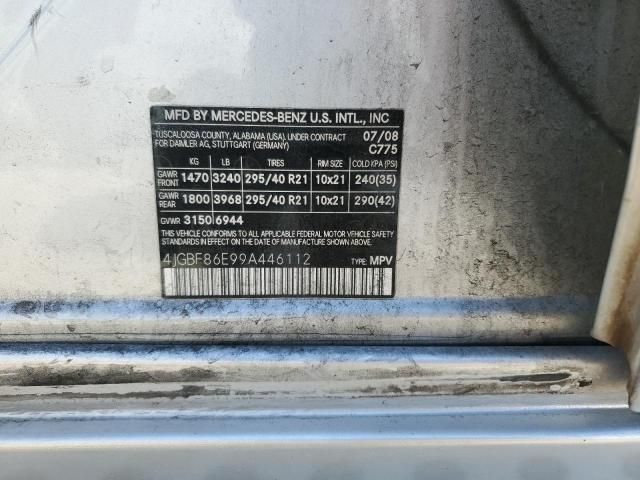 MFD BY MERCEDES-BENZ U.S. INTL., INC
TUSCALOOSA COUNTY, ALABAMA (USA). UNDER CONTRACT 07/08
FOR DAIMLER AG, STUTTGART (GERMANY) C775
KG LB TIRES RIM SIZE COLD KPA (PSI)
GAWR FRONT 1470 3240 295/40 R21 10x21 240(35)
GAWR REAR 1800 3968 295/40 R21 10x21 290(42)
GVWR 3150 6944
THIS VEHICLE CONFORMS TO ALL APPLICABLE FEDERAL MOTOR VEHICLE SAFETY
AND THEFT PREVENTION STANDARDS IN EFFECT ON THE DATE OF MANUFACTURE SHOWN ABOVE.
4JGBF86E99A446112 TYPE: MPV